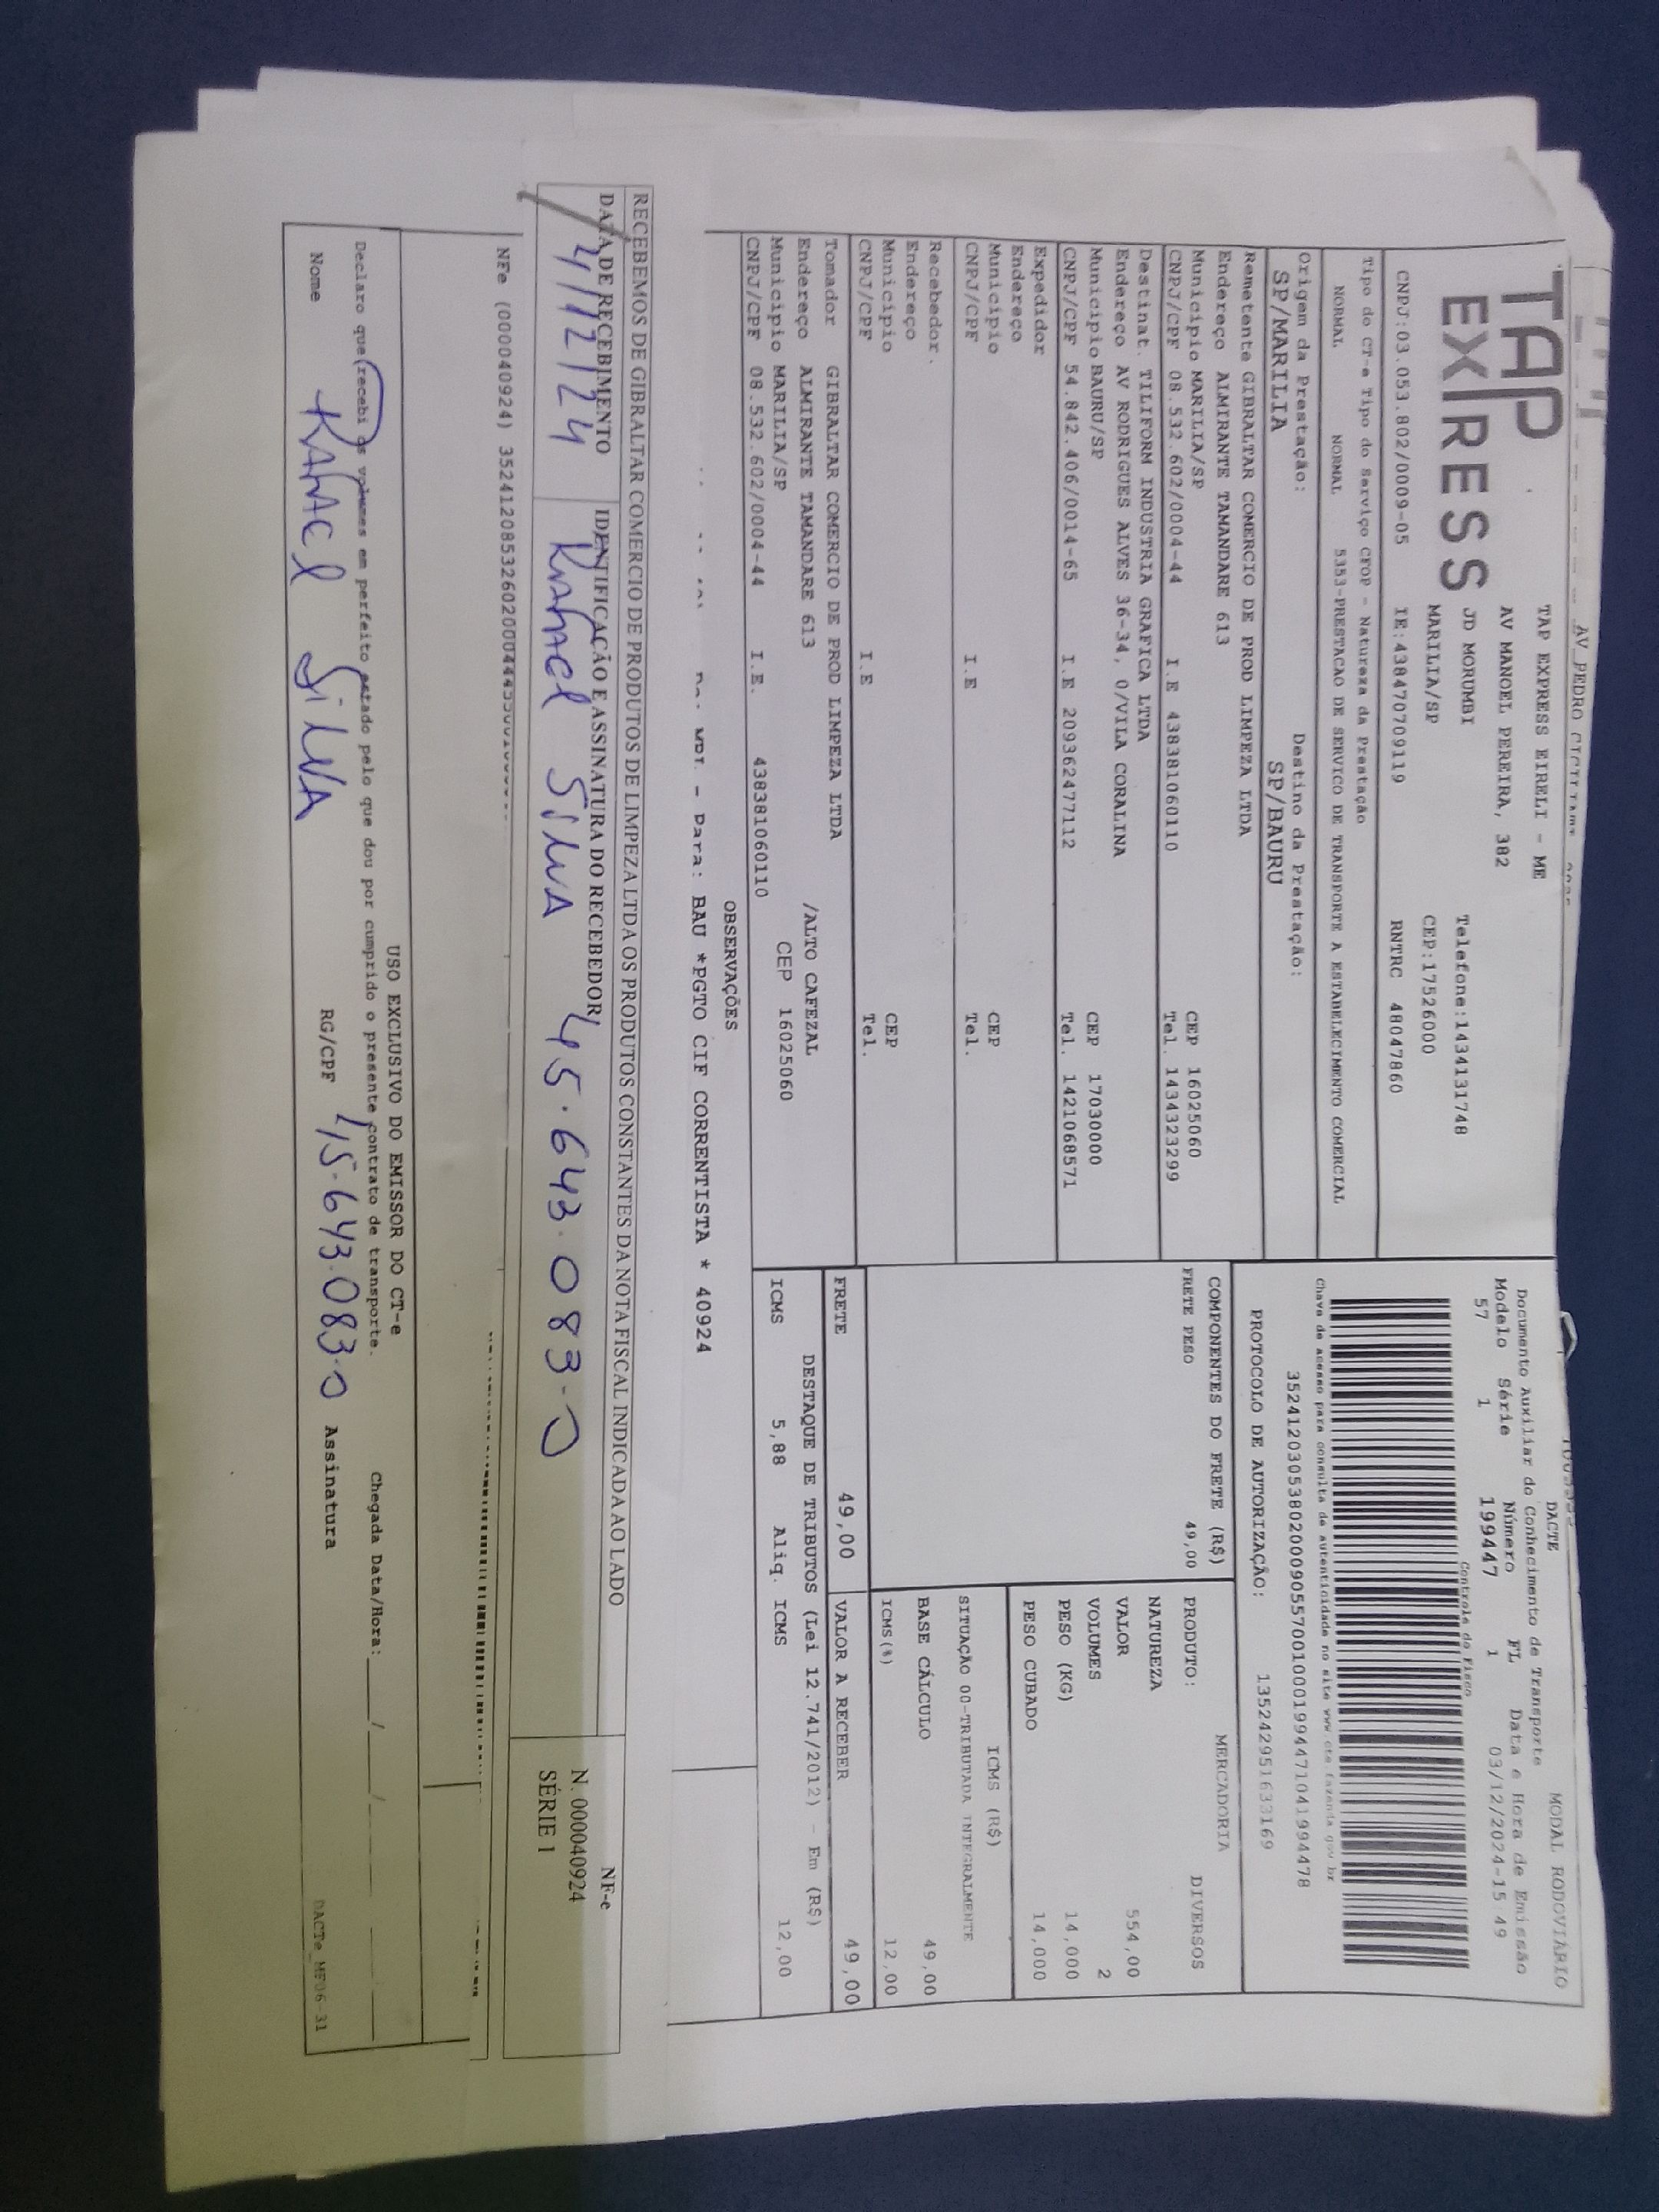 TAP EXPRESS
TAP EXPRESS EIRELI - ME
AV MANOEL PEREIRA, 382
JD MORUMBI Telefone:1434131748
MARILIA/SP CEP:17526000
CNPJ:03.053.802/0009-05 IE:438470709119 RNTRC 48047860
DACTE MODAL RODOVIÁRIO
Documento Auxiliar do Conhecimento de Transporte
Modelo Série Número FL Data e Hora de Emissão
57 1 199447 1 03/12/2024-15 49
Controle do Fisco
Tipo do CT-e Tipo do Serviço CFOP - Natureza da Prestação
NORMAL NORMAL 5353-PRESTACAO DE SERVICO DE TRANSPORTE A ESTABELECIMENTO COMERCIAL
Chave de acesso para consulta de autenticidade no site www cte fazenda gov br
35241203053802000905570010001994471041994478
Origem da Prestação: Destino da Prestação:
SP/MARILIA SP/BAURU
PROTOCOLO DE AUTORIZAÇÃO: 135242951633169
Remetente GIBRALTAR COMERCIO DE PROD LIMPEZA LTDA
Endereço ALMIRANTE TAMANDARE 613
Municipio MARILIA/SP CEP 16025060
CNPJ/CPF 08.532.602/0004-44 I.E 438381060110 Tel. 1434323299
Destinat. TILIFORM INDUSTRIA GRAFICA LTDA
Endereço AV RODRIGUES ALVES 36-34, 0/VILA CORALINA
Municipio BAURU/SP CEP 17030000
CNPJ/CPF 54.842.406/0014-65 I.E 209362477112 Tel. 1421068571
Expedidor
Endereço
Municipio CEP
CNPJ/CPF I.E Tel.
Recebedor.
Endereço
Municipio CEP
CNPJ/CPF I.E Tel.
Tomador GIBRALTAR COMERCIO DE PROD LIMPEZA LTDA
Endereço ALMIRANTE TAMANDARE 613 /ALTO CAFEZAL
Municipio MARILIA/SP CEP 16025060
CNPJ/CPF 08.532.602/0004-44 I.E. 438381060110
COMPONENTES DO FRETE (R$)
FRETE PESO 49,00
MERCADORIA
PRODUTO: DIVERSOS
NATUREZA
VALOR 554,00
VOLUMES 2
PESO (KG) 14,000
PESO CUBADO 14,000
ICMS (R$)
SITUAÇÃO 00-TRIBUTADA INTEGRALMENTE
BASE CÁLCULO 49,00
ICMS(%) 12,00
FRETE 49,00 VALOR A RECEBER 49,00
DESTAQUE DE TRIBUTOS (Lei 12.741/2012) - Em (R$)
ICMS 5,88 Aliq. ICMS 12,00
OBSERVAÇÕES
Para: BAU *PGTO CIF CORRENTISTA * 40924
RECEBEMOS DE GIBRALTAR COMERCIO DE PRODUTOS DE LIMPEZA LTDA OS PRODUTOS CONSTANTES DA NOTA FISCAL INDICADA AO LADO
DATA DE RECEBIMENTO IDENTIFICAÇÃO E ASSINATURA DO RECEBEDOR
4/12/24 Rafael Silva 45.643.083-0
NF-e
N. 000040924
SÉRIE 1
NFe (000040924)
USO EXCLUSIVO DO EMISSOR DO CT-e
Declaro que recebi os volumes em perfeito estado pelo que dou por cumprido o presente contrato de transporte. Chegada Data/Hora: ___/___/___
Nome Rafael Silva RG/CPF 45.643.083-0 Assinatura
DACTe_MF06-31